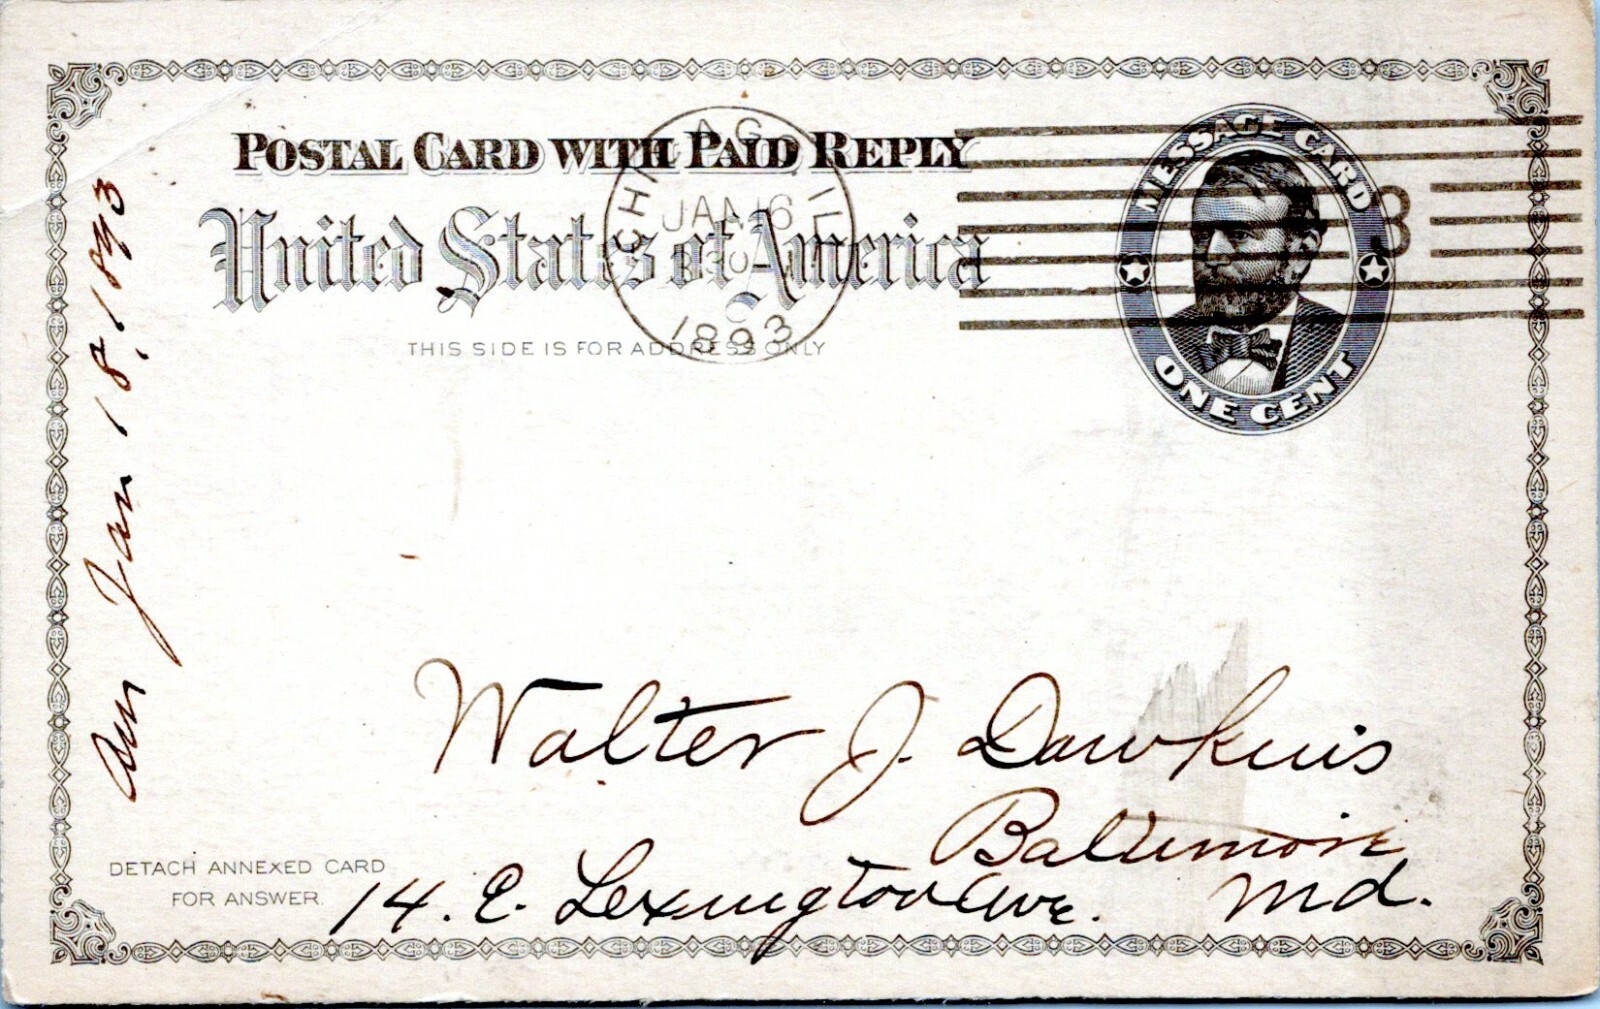 POSTAL CARD WITH PAID REPLY
United States of America
THIS SIDE IS FOR ADDRESS ONLY
CHICAGO, ILL.
JAN 16
1893
3
MESSAGE CARD
ONE CENT
Ans Jan 18, 1893
Walter J. Dawkins
Baltimore
14. E. Lexington Ave. Md.
DETACH ANNEXED CARD
FOR ANSWER.